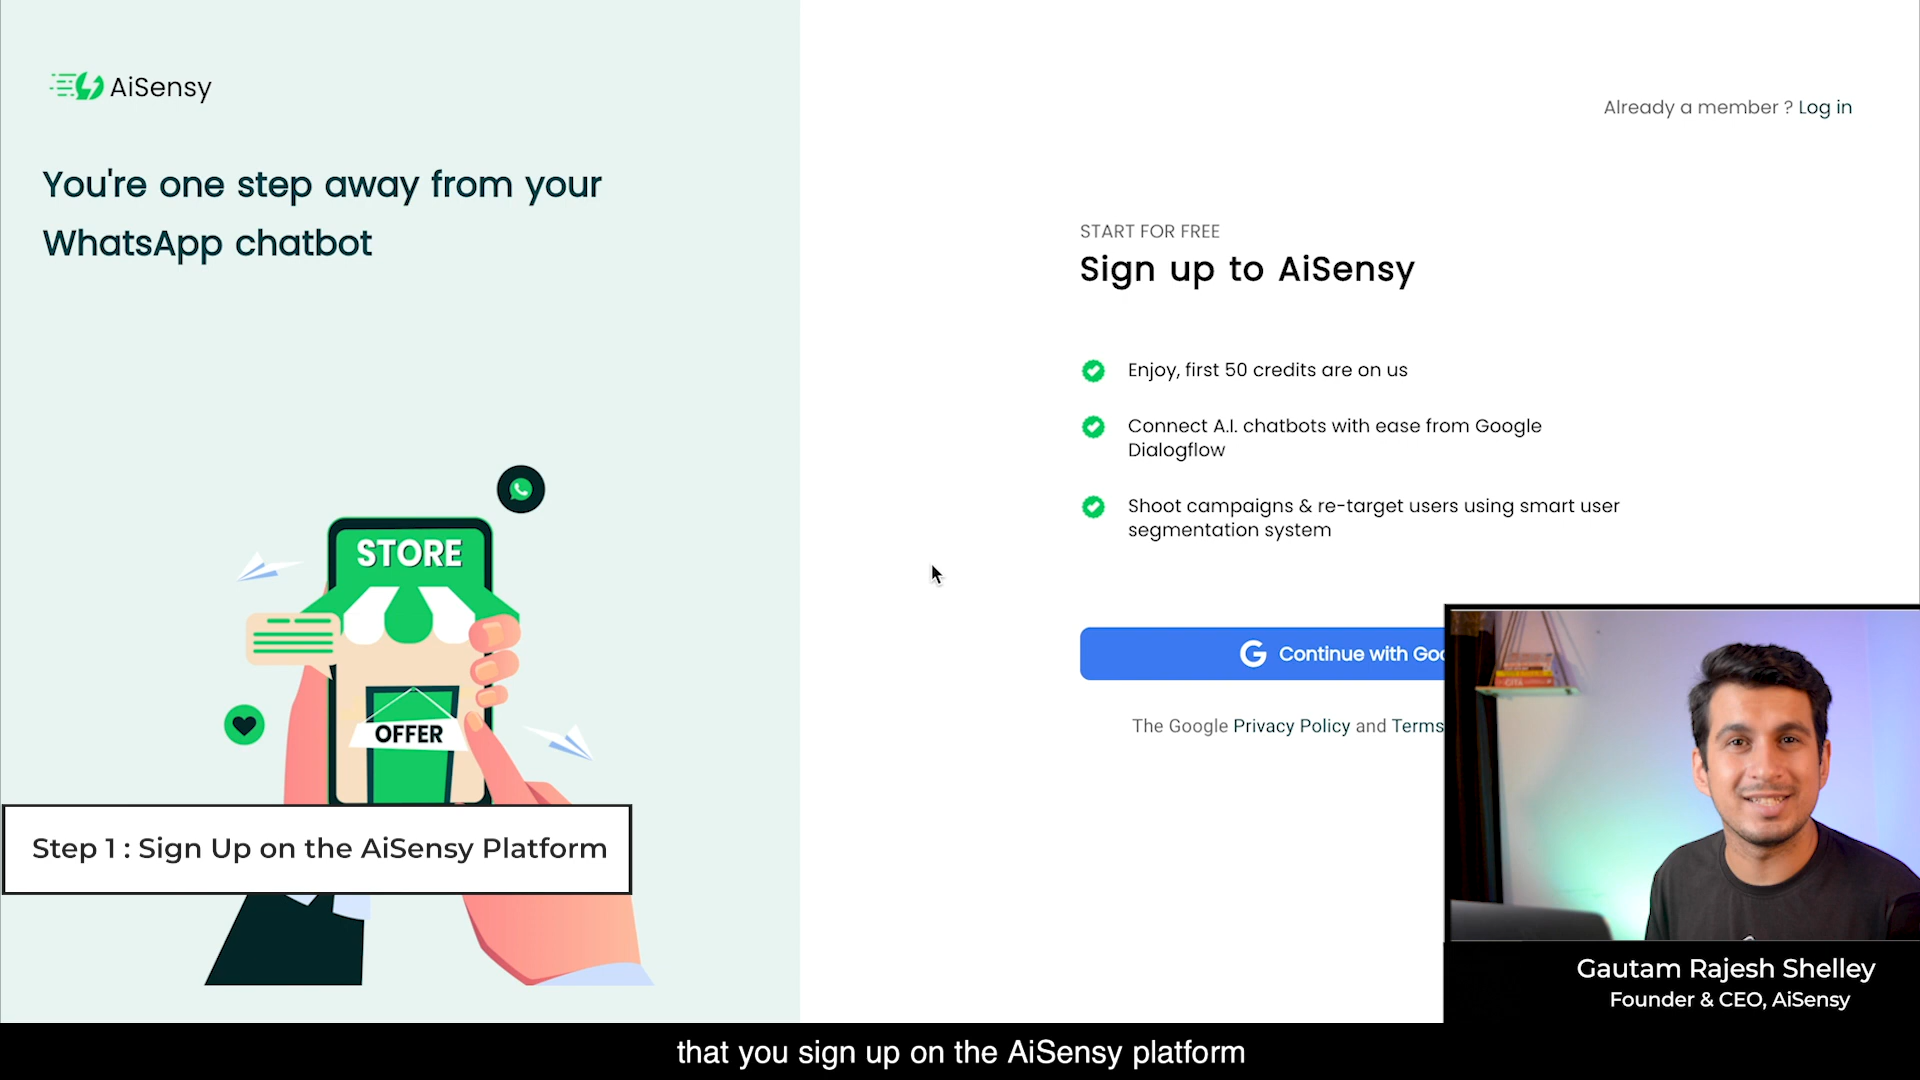 AiSensy
You're one step away from your
WhatsApp chatbot
STORE
OFFER
Step 1 : Sign Up on the AiSensy Platform
Already a member ? Log in
START FOR FREE
Sign up to AiSensy
Enjoy, first 50 credits are on us
Connect A.I. chatbots with ease from Google
Dialogflow
Shoot campaigns & re-target users using smart user
segmentation system
Continue with Goo
The Google Privacy Policy and Terms
Gautam Rajesh Shelley
Founder & CEO, AiSensy
that you sign up on the AiSensy platform